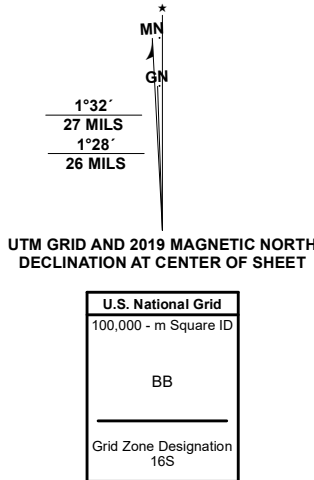 ★
MN
GN
1°32´
27 MILS
1°28´
26 MILS
UTM GRID AND 2019 MAGNETIC NORTH
DECLINATION AT CENTER OF SHEET
U.S. National Grid
100,000 - m Square ID
BB
Grid Zone Designation
16S